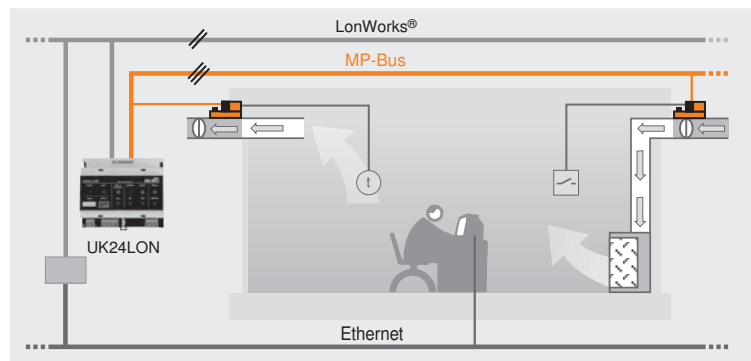 LonWorks®
MP-Bus
t
UK24LON
Ethernet